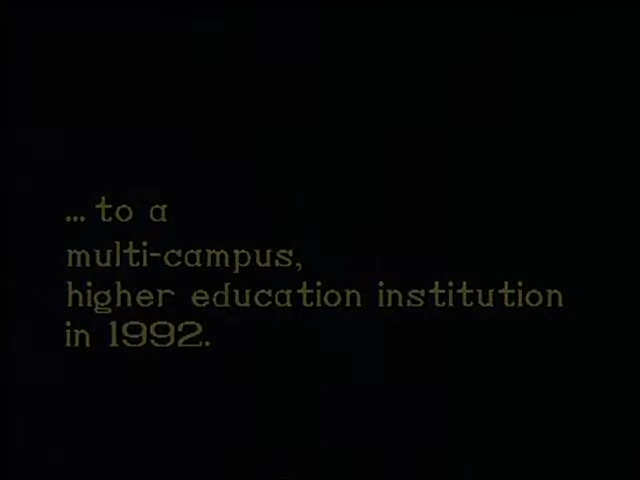 ... to a
multi-campus,
higher education institution
in 1992.